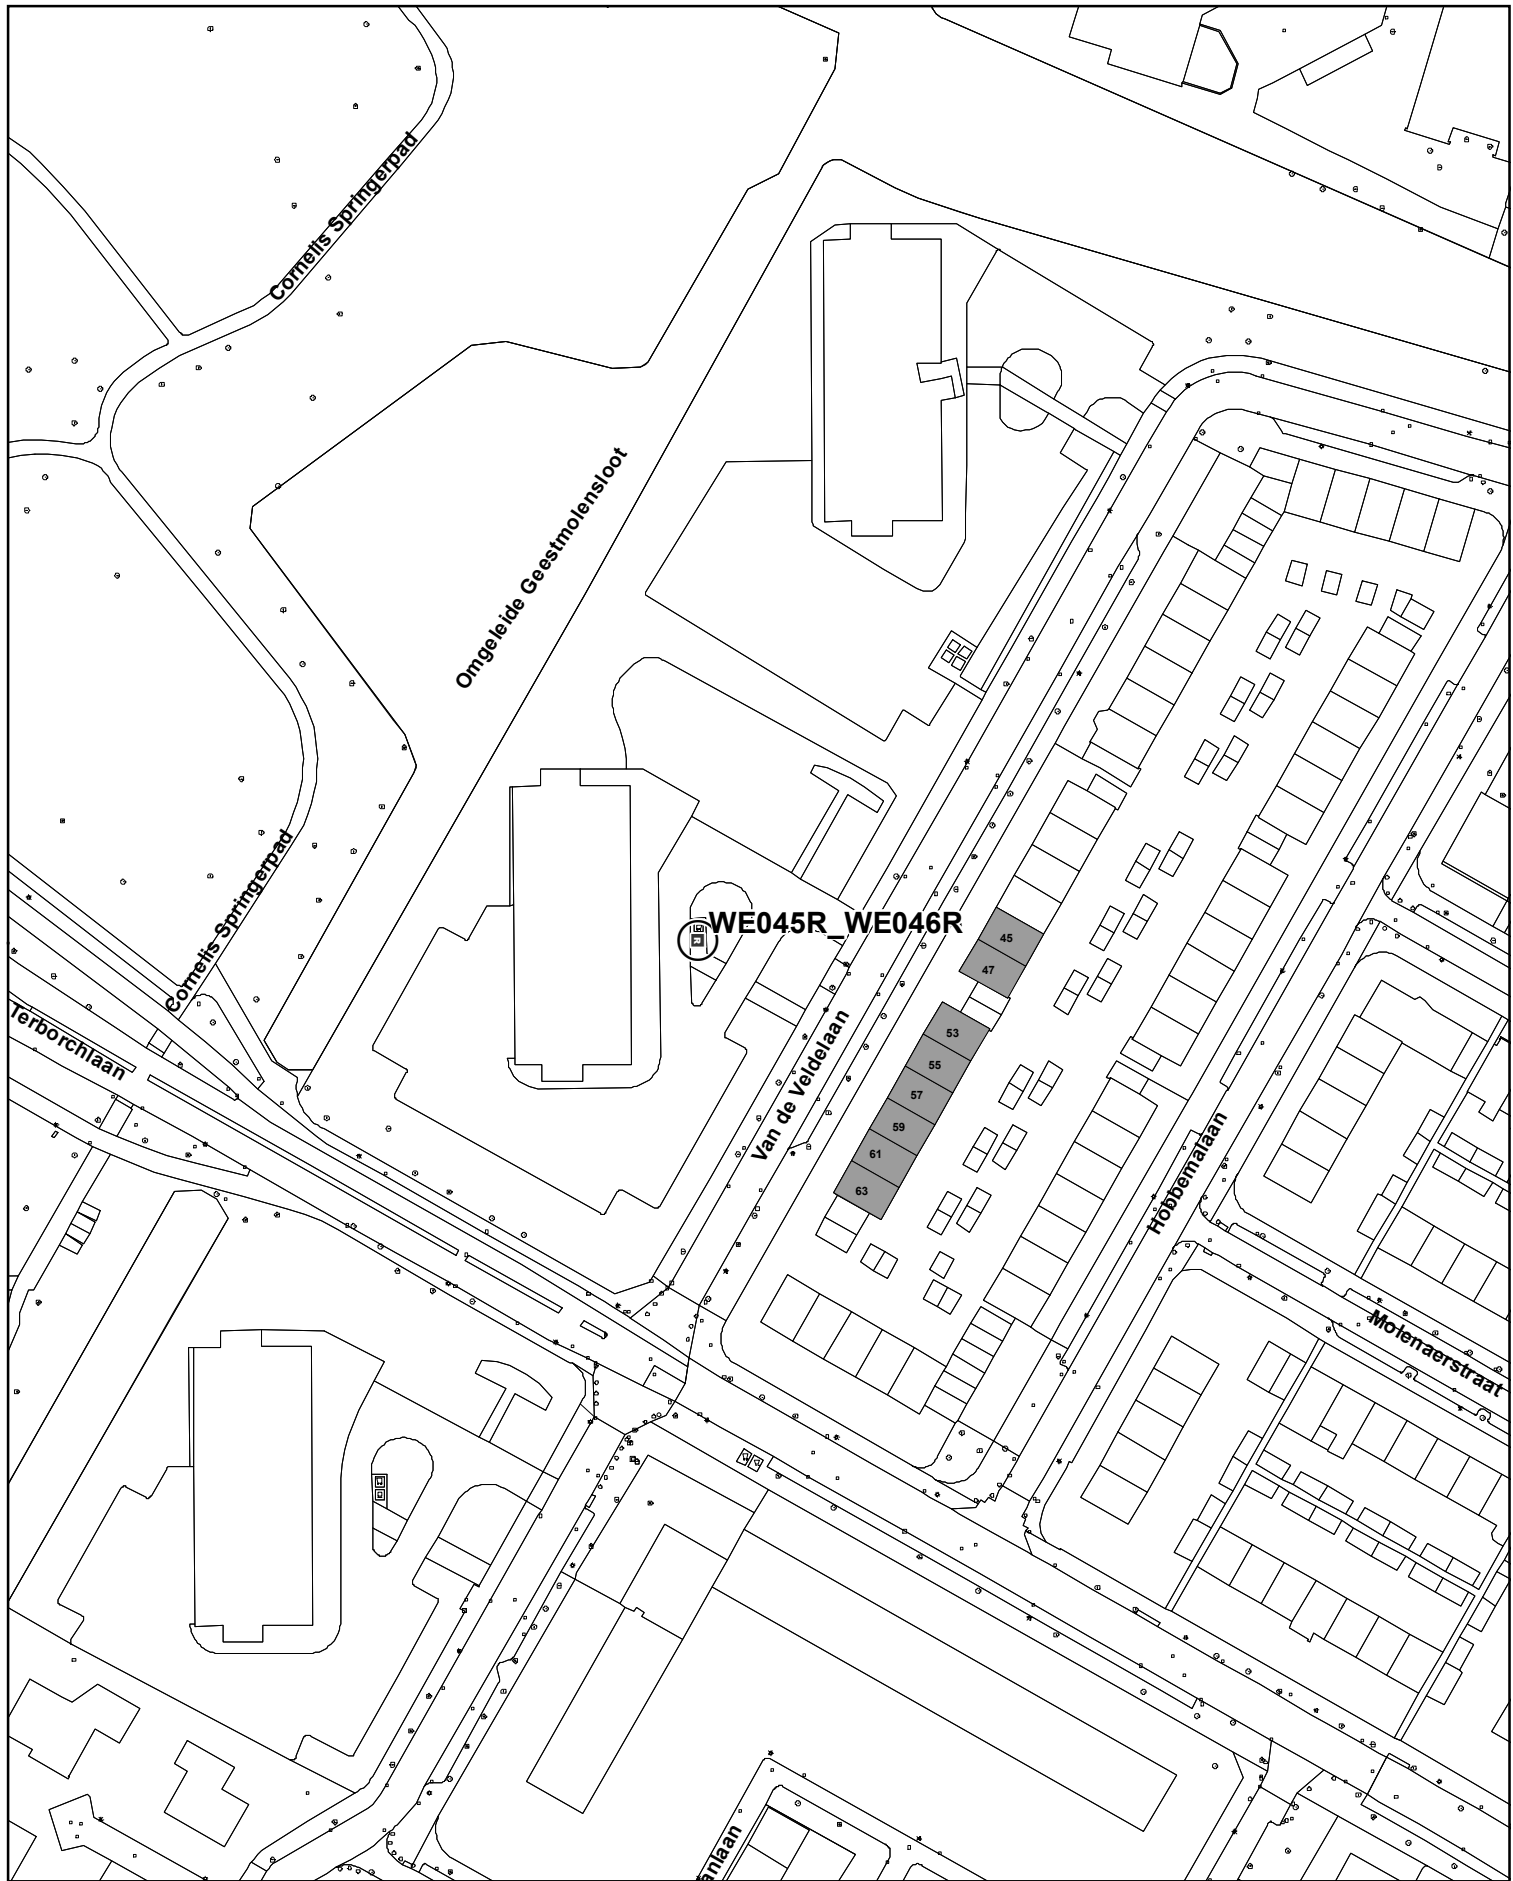 Cornelis Springerpad
Omgeleide Geestmolensloot
Cornelis Springerpad
WE045R_WE046R
R
45
47
53
55
57
59
61
63
Terborchlaan
Van de Veldelaan
Hobbemalaan
Molenaerstraat
anlaan